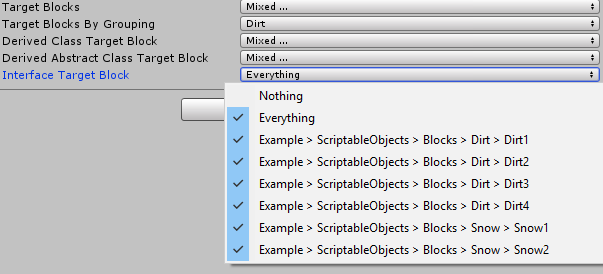 Target Blocks Mixed ...
Target Blocks By Grouping Dirt
Derived Class Target Block Mixed ...
Derived Abstract Class Target Block Mixed ...
Interface Target Block Everything
Nothing
Everything
Example > ScriptableObjects > Blocks > Dirt > Dirt1
Example > ScriptableObjects > Blocks > Dirt > Dirt2
Example > ScriptableObjects > Blocks > Dirt > Dirt3
Example > ScriptableObjects > Blocks > Dirt > Dirt4
Example > ScriptableObjects > Blocks > Snow > Snow1
Example > ScriptableObjects > Blocks > Snow > Snow2